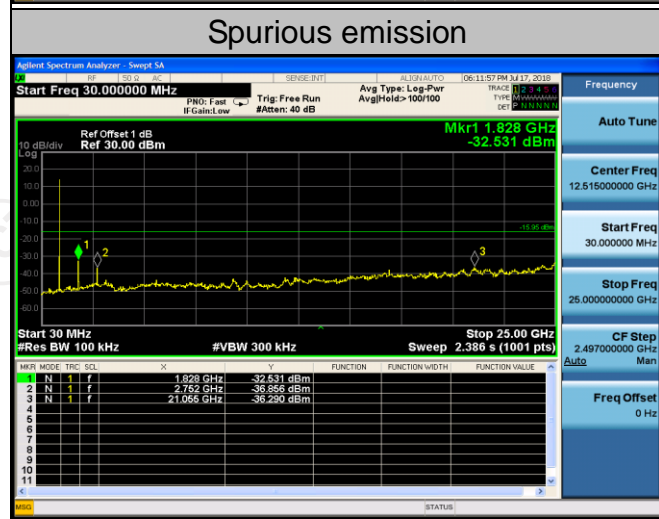 Spurious emission
Agilent Spectrum Analyzer - Swept SA
RF 50 Ω AC SENSE:INT ALIGN AUTO 06:11:57 PM Jul 17, 2018
Start Freq 30.000000 MHz
PNO: Fast
IFGain:Low
Trig: Free Run
#Atten: 40 dB
Avg Type: Log-Pwr
Avg|Hold:> 100/100
TRACE 1 2 3 4 5 6
TYPE M
DET P N N N N N
Mkr1 1.828 GHz
-32.531 dBm
Ref Offset 1 dB
10 dB/div Ref 30.00 dBm
Log
20.0
10.0
0.00
-10.0
-15.95 dBm
-20.0
1
2
3
-30.0
-40.0
-50.0
-60.0
Start 30 MHz Stop 25.00 GHz
#Res BW 100 kHz #VBW 300 kHz Sweep 2.386 s (1001 pts)
MKR MODE TRC SCL X Y FUNCTION FUNCTION WIDTH FUNCTION VALUE
1 N 1 f 1.828 GHz -32.531 dBm
2 N 1 f 2.752 GHz -36.856 dBm
3 N 1 f 21.055 GHz -36.290 dBm
4
5
6
7
8
9
10
11
MSG STATUS
Frequency
Auto Tune
Center Freq
12.515000000 GHz
Start Freq
30.000000 MHz
Stop Freq
25.000000000 GHz
CF Step
2.497000000 GHz
Auto Man
Freq Offset
0 Hz